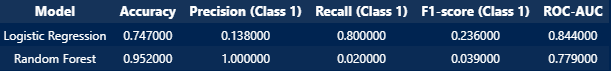 Model Accuracy Precision (Class 1) Recall (Class 1) F1-score (Class 1) ROC-AUC
Logistic Regression 0.747000 0.138000 0.800000 0.236000 0.844000
Random Forest 0.952000 1.000000 0.020000 0.039000 0.779000